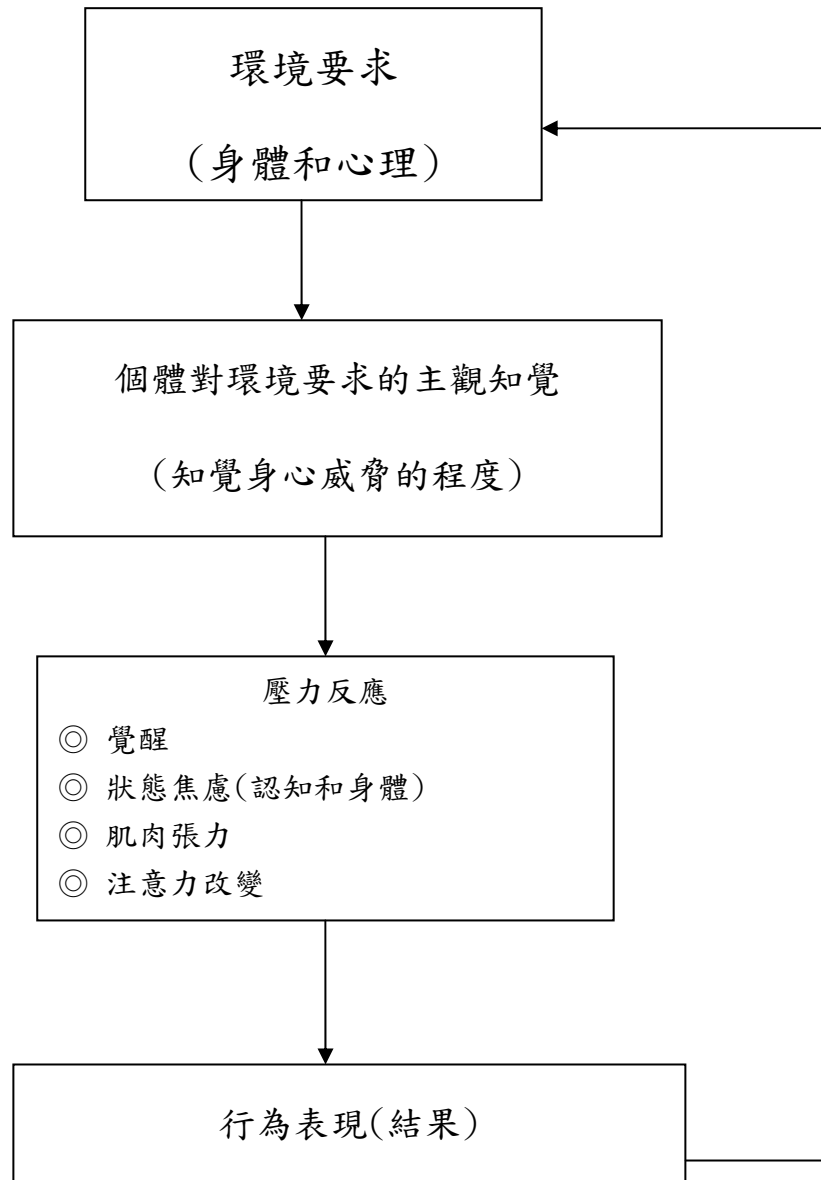 環境要求
（身體和心理）
個體對環境要求的主觀知覺
（知覺身心威脅的程度）
壓力反應
◎ 覺醒
◎ 狀態焦慮(認知和身體)
◎ 肌肉張力
◎ 注意力改變
行為表現(結果)